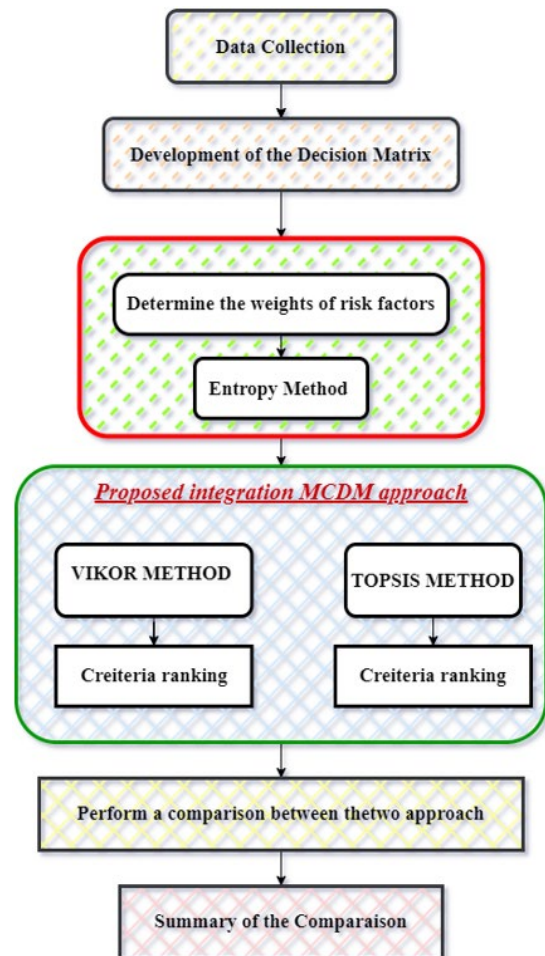 Data Collection
Development of the Decision Matrix
Determine the weights of risk factors
Entropy Method
Proposed integration MCDM approach
VIKOR METHOD
TOPSIS METHOD
Creiteria ranking
Creiteria ranking
Perform a comparison between thetwo approach
Summary of the Comparaison